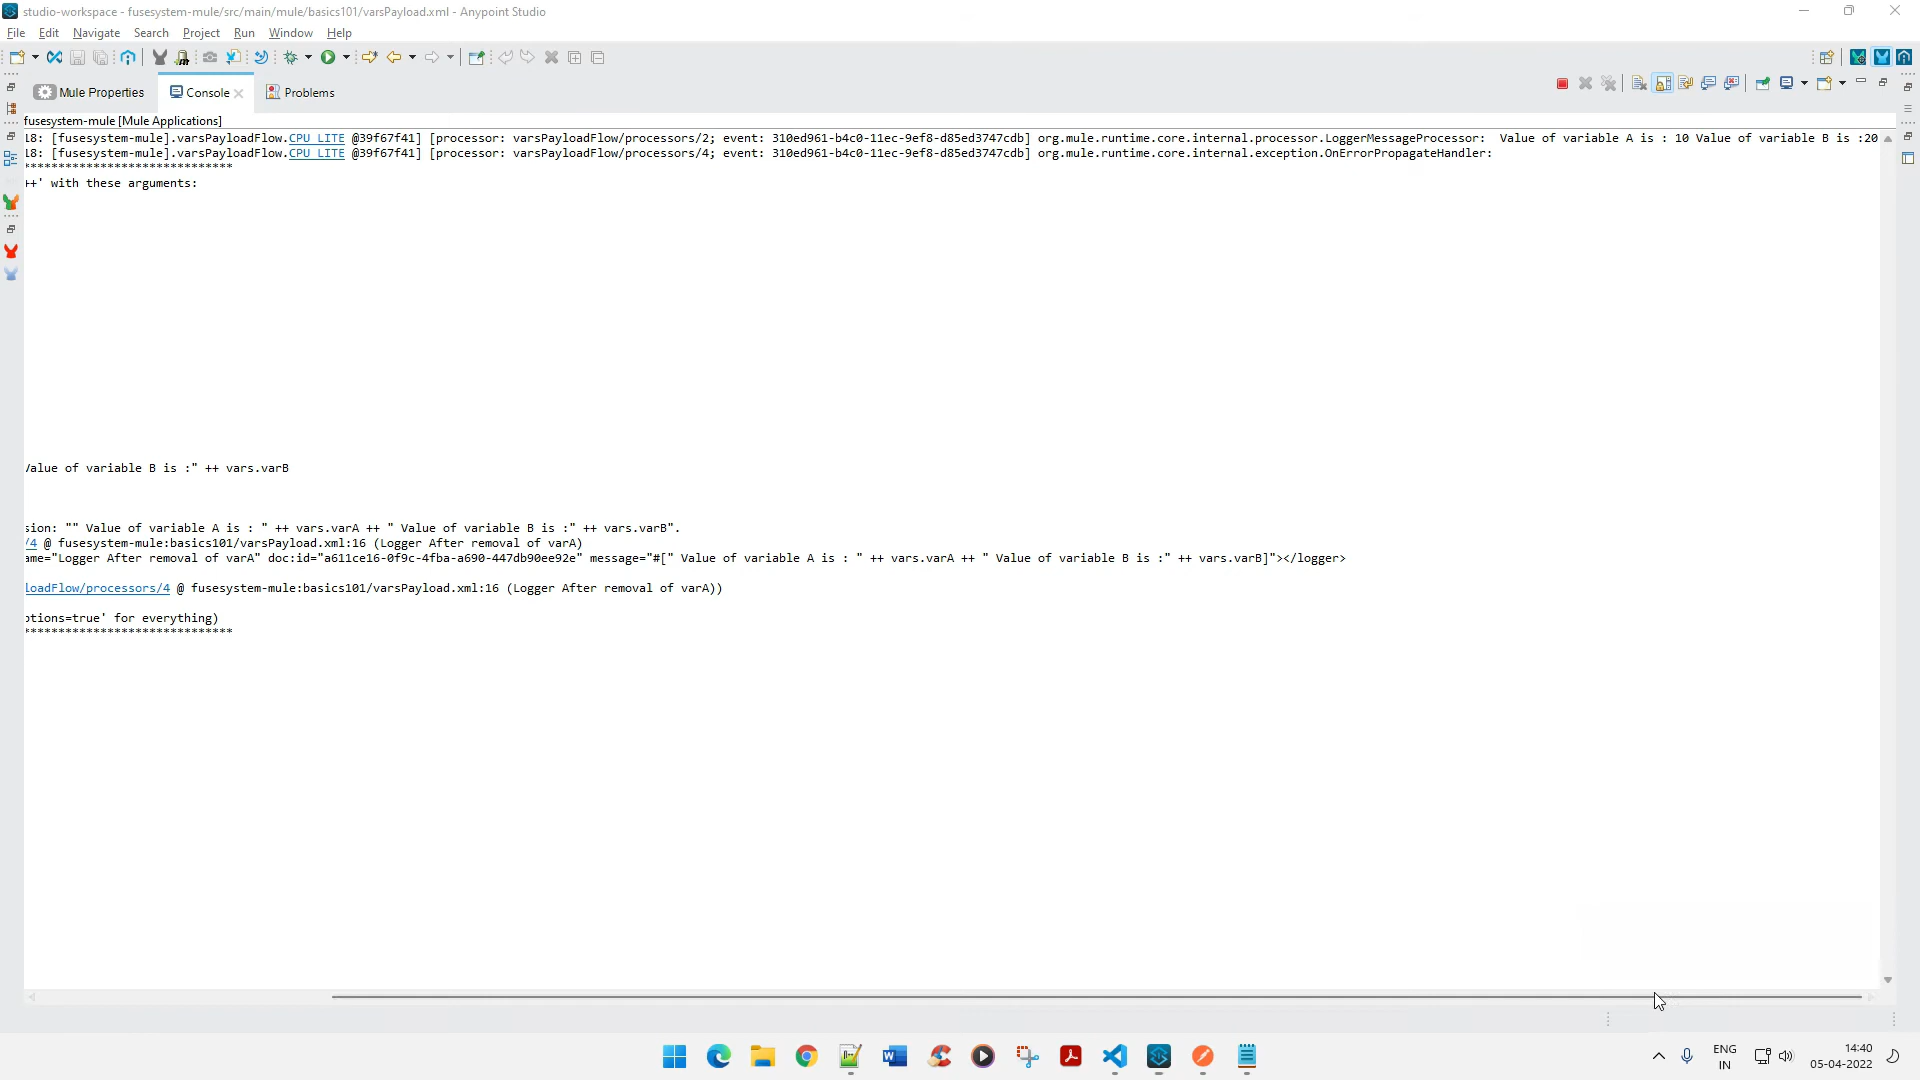 studio-workspace - fusesystem-mule/src/main/mule/basics101/varsPayload.xml - Anypoint Studio
File Edit Navigate Search Project Run Window Help
Mule Properties Console Problems
fusesystem-mule [Mule Applications]
18: [fusesystem-mule].varsPayloadFlow.CPU_LITE @39f67f41] [processor: varsPayloadFlow/processors/2; event: 310ed961-b4c0-11ec-9ef8-d85ed3747cdb] org.mule.runtime.core.internal.processor.LoggerMessageProcessor:  Value of variable A is : 10 Value of variable B is :20
18: [fusesystem-mule].varsPayloadFlow.CPU_LITE @39f67f41] [processor: varsPayloadFlow/processors/4; event: 310ed961-b4c0-11ec-9ef8-d85ed3747cdb] org.mule.runtime.core.internal.exception.OnErrorPropagateHandler:
******************************
++' with these arguments:
Value of variable B is :" ++ vars.varB
sion: "" Value of variable A is : " ++ vars.varA ++ " Value of variable B is :" ++ vars.varB".
/4 @ fusesystem-mule:basics101/varsPayload.xml:16 (Logger After removal of varA)
ame="Logger After removal of varA" doc:id="a611ce16-0f9c-4fba-a690-447db90ee92e" message="#[" Value of variable A is : " ++ vars.varA ++ " Value of variable B is :" ++ vars.varB]"></logger>
loadFlow/processors/4 @ fusesystem-mule:basics101/varsPayload.xml:16 (Logger After removal of varA))
ptions=true' for everything)
******************************
ENG 14:40
IN 05-04-2022